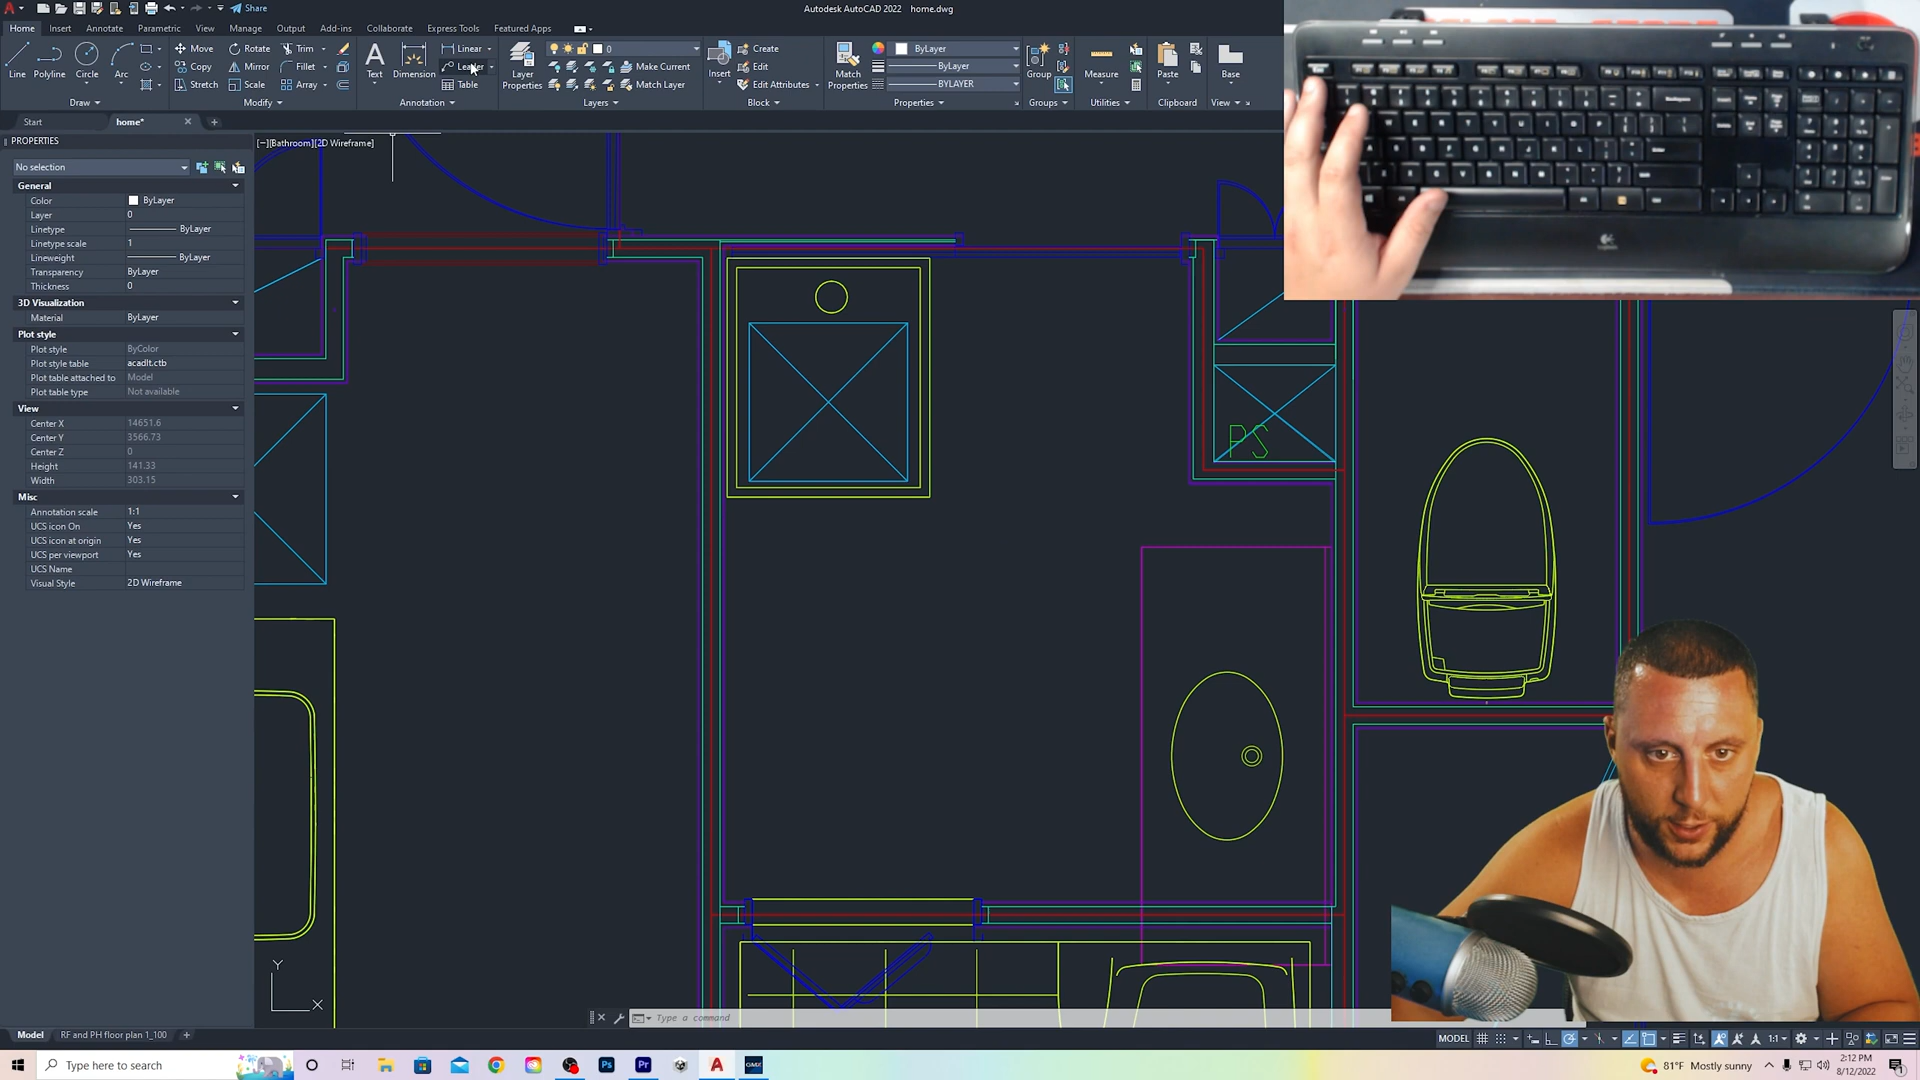 Share
Autodesk AutoCAD 2022 home.dwg
Home Insert Annotate Parametric View Manage Output Add-ins Collaborate Express Tools Featured Apps
Line Polyline Circle Arc
Move Rotate Trim
Copy Mirror Fillet
Stretch Scale Array
Text Dimension
Linear
Leader
Table
Layer Properties
0
Make Current
Match Layer
Insert
Create
Edit
Edit Attributes
Match Properties
ByLayer
ByLayer
BYLAYER
Group Measure Paste Base
Draw Modify Annotation Layers Block Properties Groups Utilities Clipboard View
Start home*
PROPERTIES
[−][Bathroom][2D Wireframe]
No selection
General
Color ByLayer
Layer 0
Linetype ByLayer
Linetype scale 1
Lineweight ByLayer
Transparency ByLayer
Thickness 0
3D Visualization
Material ByLayer
Plot style
Plot style ByColor
Plot style table acadlt.ctb
Plot table attached to Model
Plot table type Not available
View
Center X 14651.6
Center Y 3566.73
Center Z 0
Height 141.33
Width 303.15
Misc
Annotation scale 1:1
UCS icon On Yes
UCS icon at origin Yes
UCS per viewport Yes
UCS Name
Visual Style 2D Wireframe
PS
Y
X
Type a command
Model RF and PH floor plan 1_100
MODEL 1:1
Type here to search
81°F Mostly sunny
2:12 PM
8/12/2022